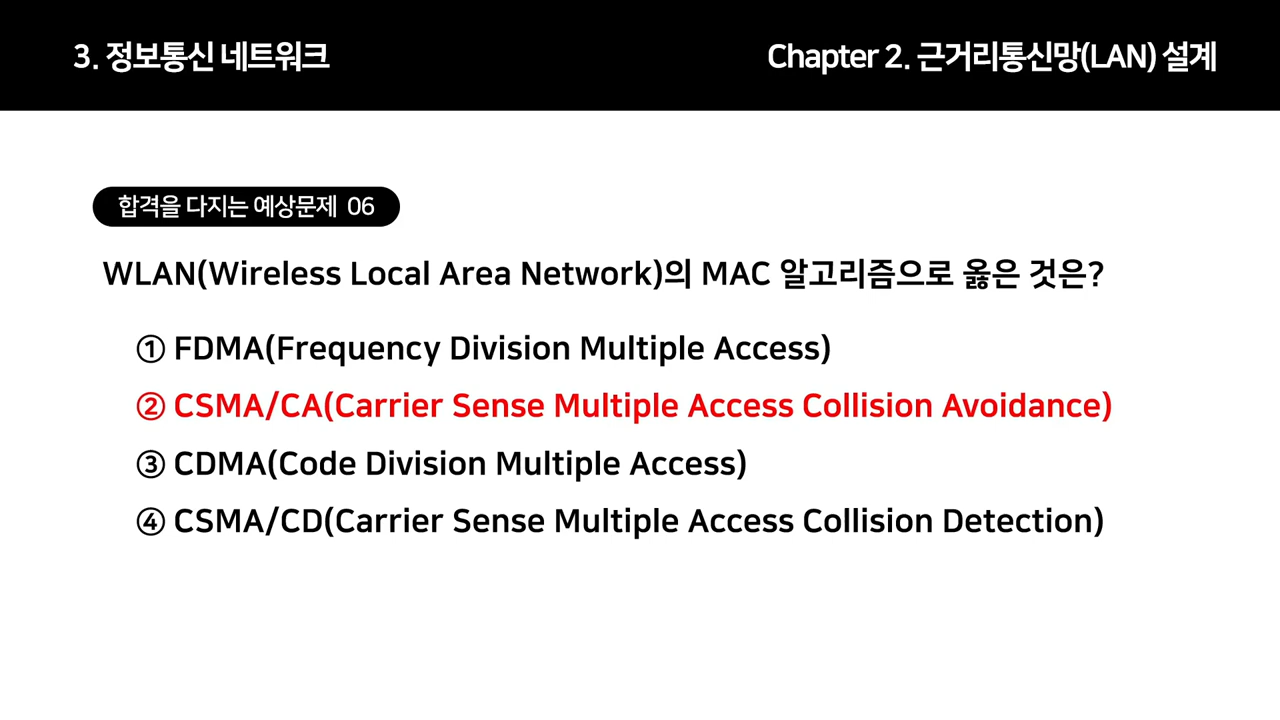 3. 정보통신 네트워크
Chapter 2. 근거리통신망(LAN) 설계
합격을 다지는 예상문제 06
WLAN(Wireless Local Area Network)의 MAC 알고리즘으로 옳은 것은?
① FDMA(Frequency Division Multiple Access)
② CSMA/CA(Carrier Sense Multiple Access Collision Avoidance)
③ CDMA(Code Division Multiple Access)
④ CSMA/CD(Carrier Sense Multiple Access Collision Detection)